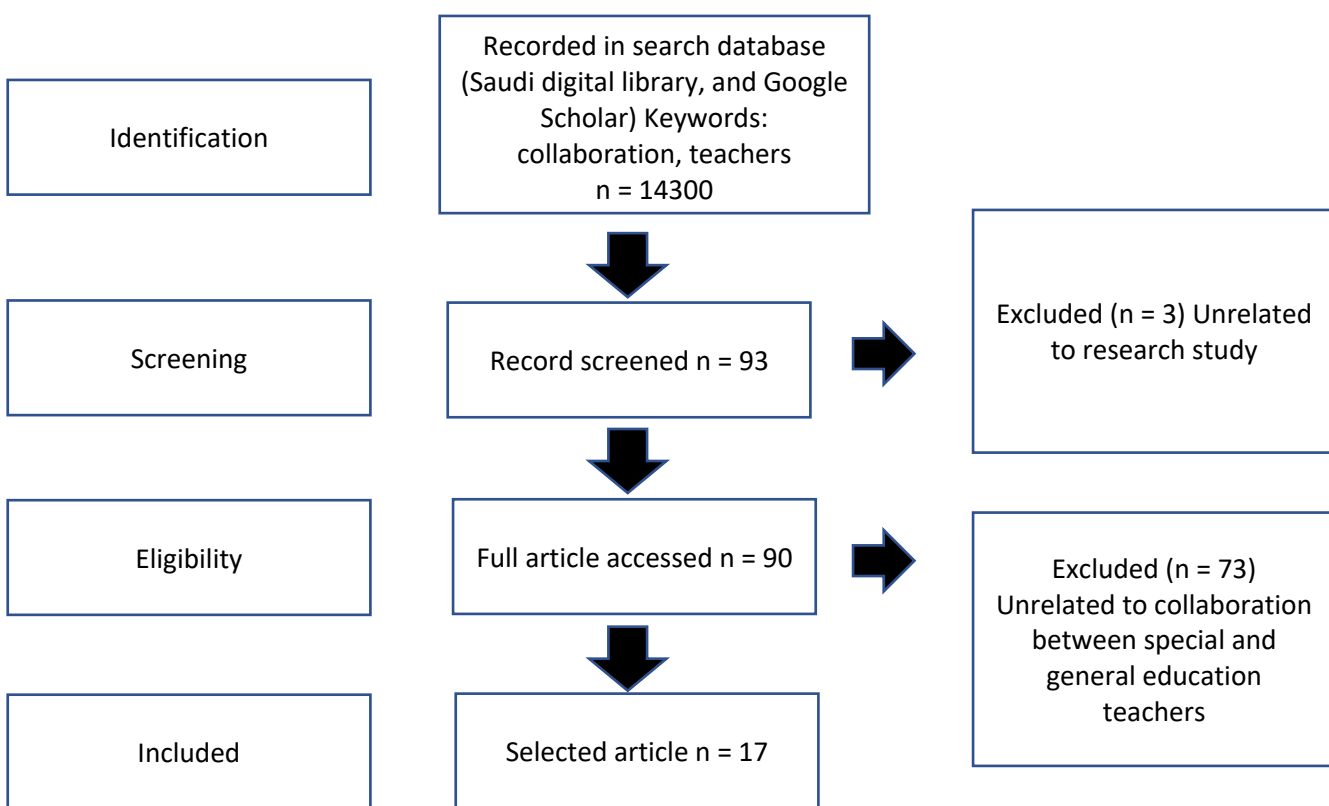 Identification
Recorded in search database
(Saudi digital library, and Google
Scholar) Keywords:
collaboration, teachers
n = 14300
Screening
Record screened n = 93
Excluded (n = 3) Unrelated
to research study
Eligibility
Full article accessed n = 90
Excluded (n = 73)
Unrelated to collaboration
between special and
general education
teachers
Included
Selected article n = 17